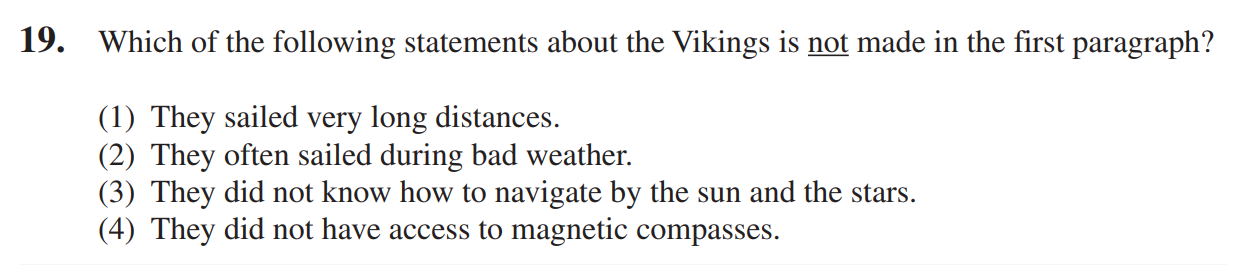 19. Which of the following statements about the Vikings is not made in the first paragraph?
(1) They sailed very long distances.
(2) They often sailed during bad weather.
(3) They did not know how to navigate by the sun and the stars.
(4) They did not have access to magnetic compasses.